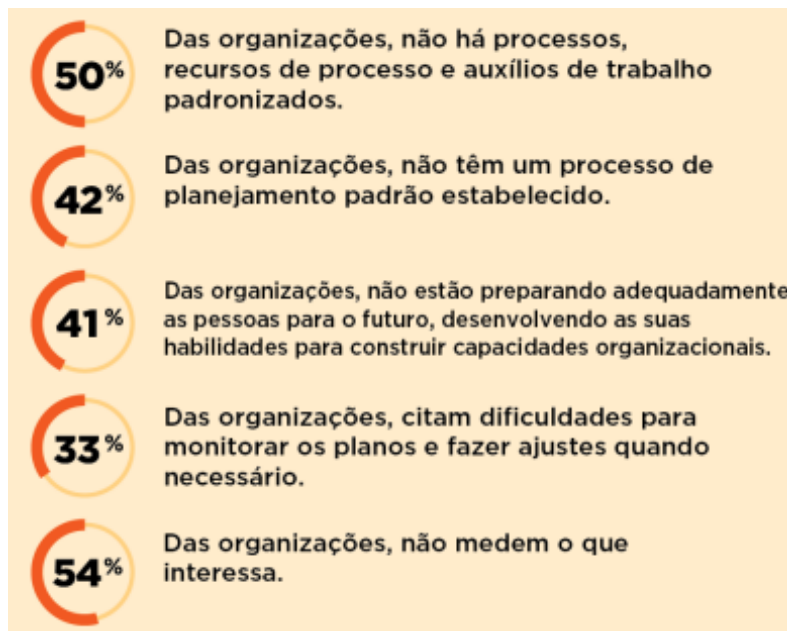 50%
Das organizações, não há processos,
recursos de processo e auxílios de trabalho
padronizados.
42%
Das organizações, não têm um processo de
planejamento padrão estabelecido.
41%
Das organizações, não estão preparando adequadamente
as pessoas para o futuro, desenvolvendo as suas
habilidades para construir capacidades organizacionais.
33%
Das organizações, citam dificuldades para
monitorar os planos e fazer ajustes quando
necessário.
54%
Das organizações, não medem o que
interessa.